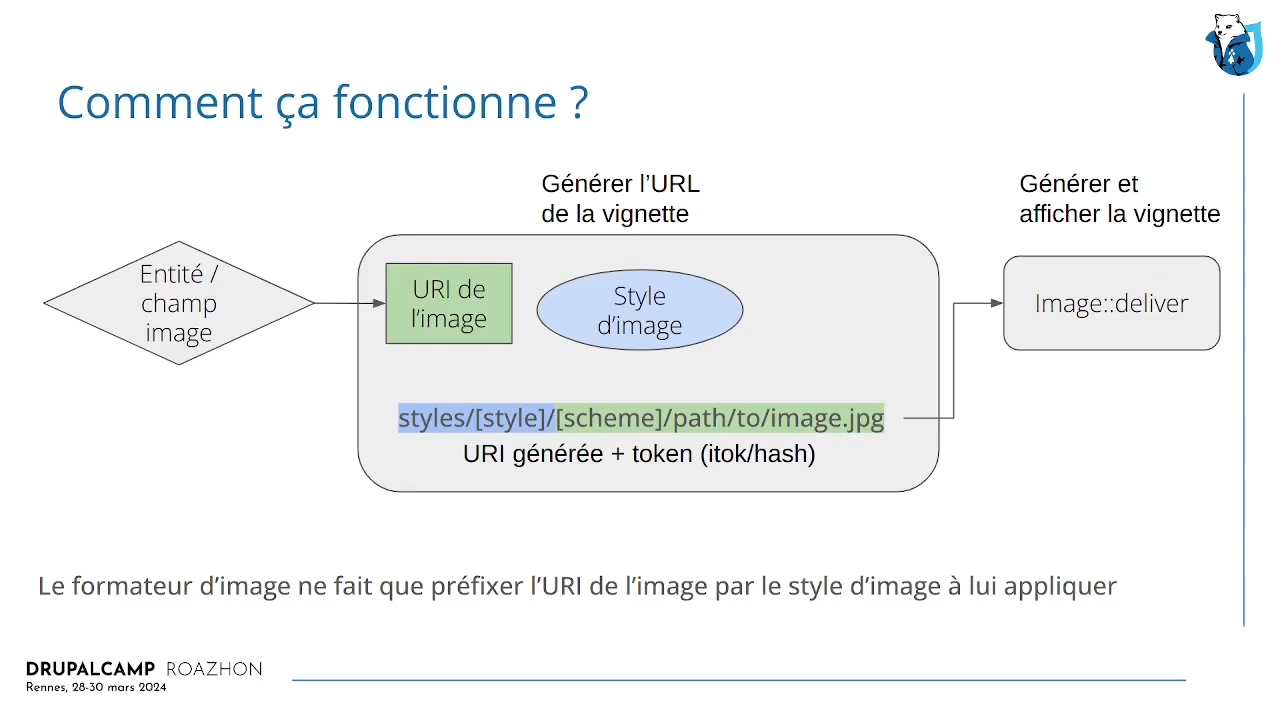 Comment ça fonctionne ?
Générer l’URL
de la vignette
Générer et
afficher la vignette
Entité /
champ
image
URI de
l’image
Style
d’image
Image::deliver
styles/[style]/[scheme]/path/to/image.jpg
URI générée + token (itok/hash)
Le formateur d’image ne fait que préfixer l’URI de l’image par le style d’image à lui appliquer
DRUPALCAMP ROAZHON
Rennes, 28-30 mars 2024